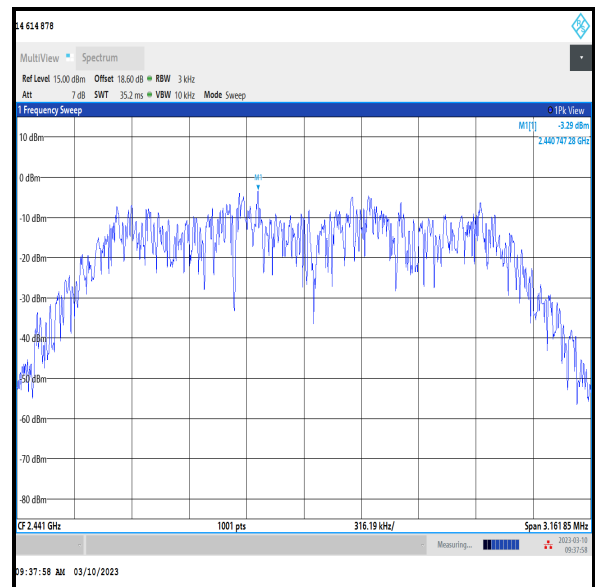 14 614 878
R S
MultiView Spectrum
Ref Level 15.00 dBm Offset 18.60 dB RBW 3 kHz
Att 7 dB SWT 35.2 ms VBW 10 kHz Mode Sweep
1 Frequency Sweep 1Pk View
M1[1] -3.29 dBm
2.440 747 28 GHz
10 dBm
M1
0 dBm
-10 dBm
-20 dBm
-30 dBm
-40 dBm
-50 dBm
-60 dBm
-70 dBm
-80 dBm
CF 2.441 GHz 1001 pts 316.19 kHz/ Span 3.161 85 MHz
Measuring... 2023-03-10
09:37:58
09:37:58 AM 03/10/2023